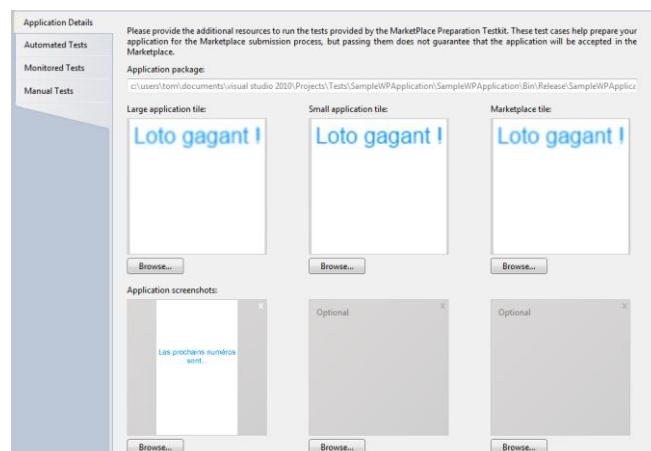 Application Details
Automated Tests
Monitored Tests
Manual Tests
Please provide the additional resources to run the tests provided by the MarketPlace Preparation Testkit. These test cases help prepare your
application for the Marketplace submission process, but passing them does not guarantee that the application will be accepted in the
Marketplace.
Application package:
c:\users\tom\documents\visual studio 2010\Projects\Tests\SampleWPApplication\SampleWPApplication\Bin\Release\SampleWPApplica
Large application tile: Small application tile: Marketplace tile:
Loto gagant ! Loto gagant ! Loto gagant !
Browse... Browse... Browse...
Application screenshots:
X Optional X Optional X
Les prochains numéros
sont...
Browse... Browse... Browse...